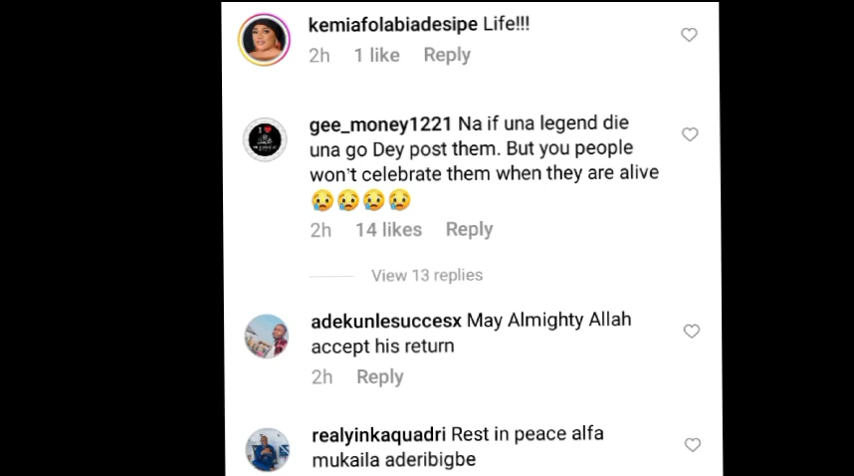 kemiafolabiadesipe Life!!!
2h 1 like Reply
gee_money1221 Na if una legend die
una go Dey post them. But you people
won't celebrate them when they are alive
😢😢😢😢
2h 14 likes Reply
View 13 replies
adekunlesuccesx May Almighty Allah
accept his return
2h Reply
realyinkaquadri Rest in peace alfa
mukaila aderibigbe